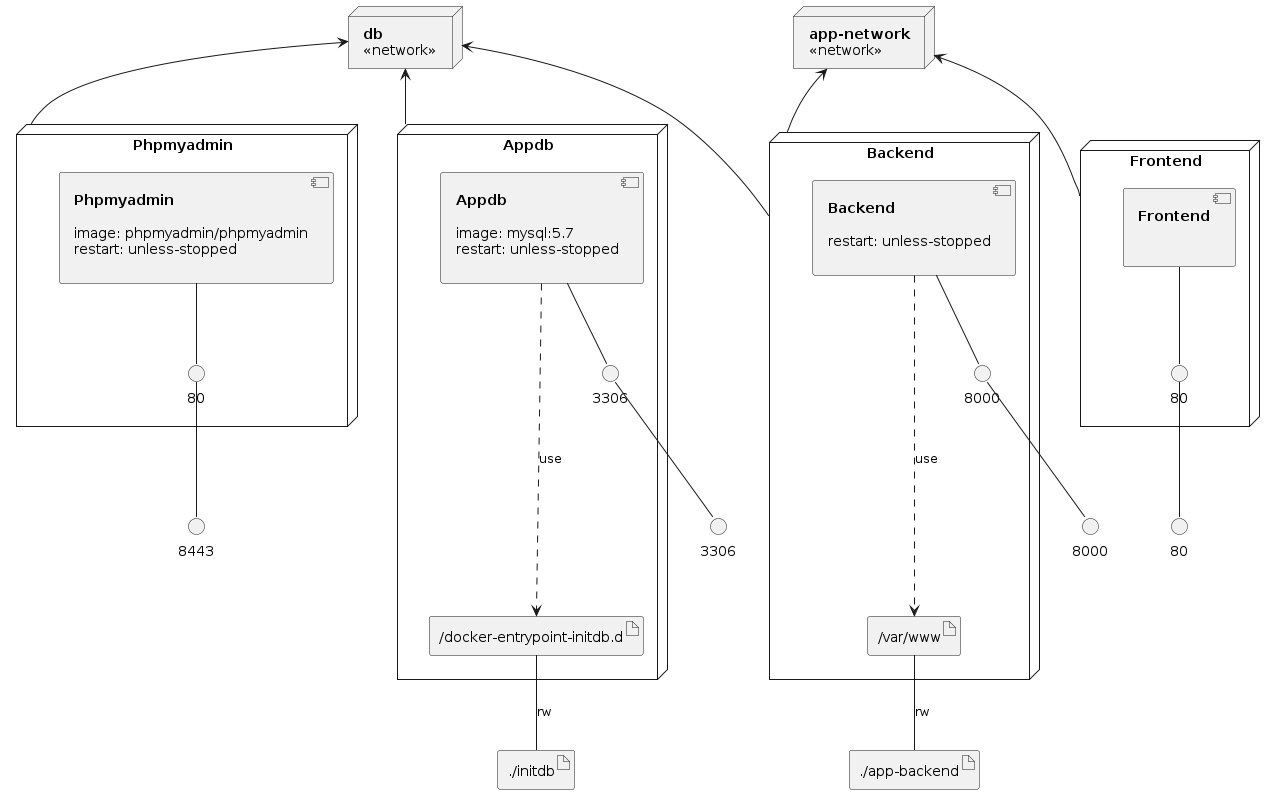 db
«network»
app-network
«network»
Phpmyadmin
Phpmyadmin
image: phpmyadmin/phpmyadmin
restart: unless-stopped
80
8443
Appdb
Appdb
image: mysql:5.7
restart: unless-stopped
3306
use
3306
/docker-entrypoint-initdb.d
rw
./initdb
Backend
Backend
restart: unless-stopped
8000
use
8000
/var/www
rw
./app-backend
Frontend
Frontend
80
80